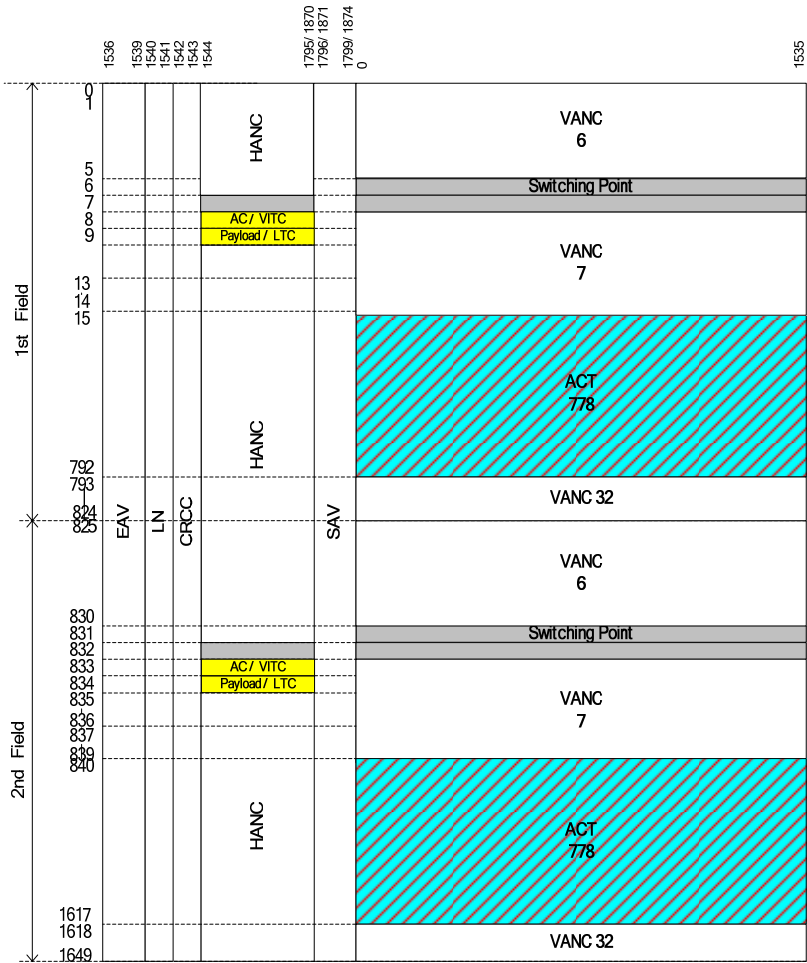 1536
1539
1540
1541
1542
1543
1544
1795/ 1870
1796/ 1871
1799/ 1874
0
1535
0
1
5
6
7
8
9
13
14
15
792
793
824
825
830
831
832
833
834
835
836
837
839
840
1617
1618
1649
1st Field
2nd Field
EAV
LN
CRCC
HANC
AC / VITC
Payload / LTC
HANC
SAV
AC / VITC
Payload / LTC
HANC
VANC
6
Switching Point
VANC
7
ACT
778
VANC 32
VANC
6
Switching Point
VANC
7
ACT
778
VANC 32